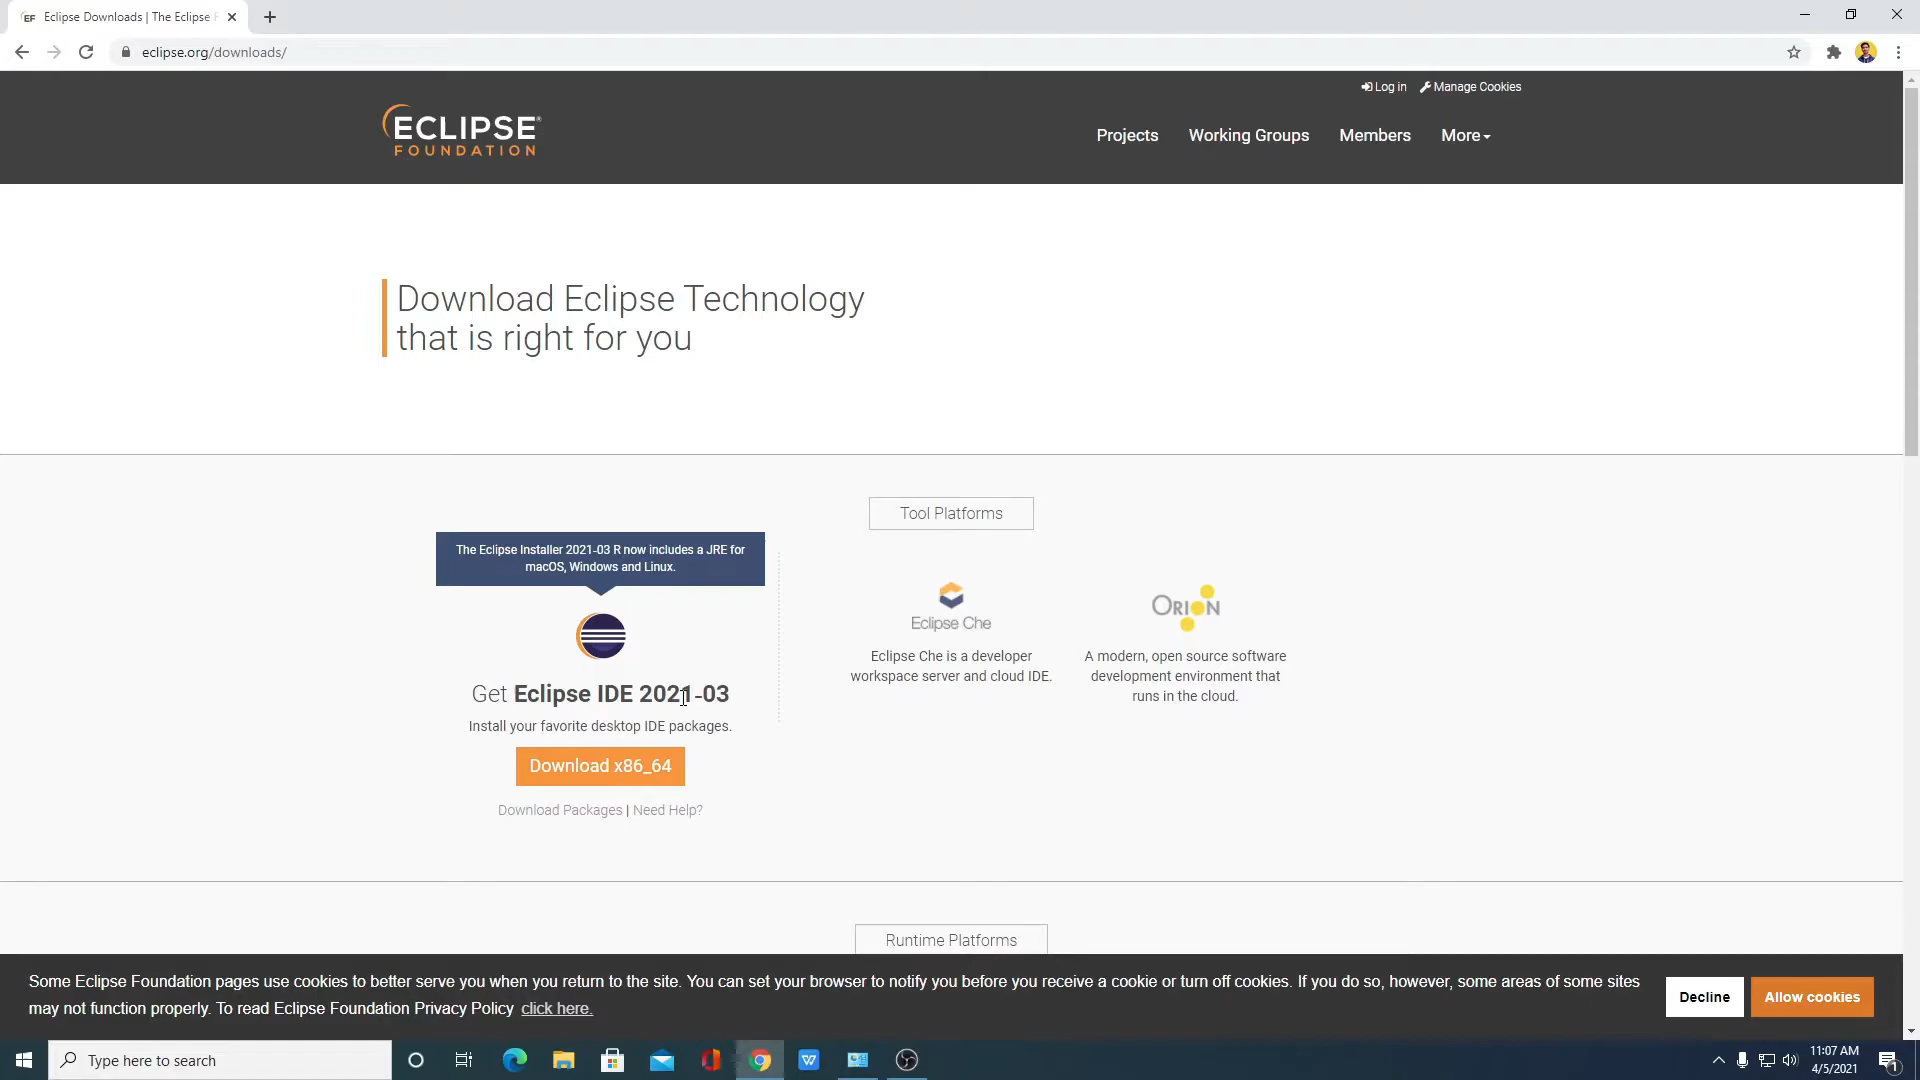 Eclipse Downloads | The Eclipse F
eclipse.org/downloads/
Log in
Manage Cookies
ECLIPSE®
FOUNDATION
Projects
Working Groups
Members
More
Download Eclipse Technology
that is right for you
Tool Platforms
The Eclipse Installer 2021-03 R now includes a JRE for
macOS, Windows and Linux.
Get Eclipse IDE 2021-03
Install your favorite desktop IDE packages.
Download x86_64
Download Packages | Need Help?
Eclipse Che
Eclipse Che is a developer
workspace server and cloud IDE.
ORION
A modern, open source software
development environment that
runs in the cloud.
Runtime Platforms
Some Eclipse Foundation pages use cookies to better serve you when you return to the site. You can set your browser to notify you before you receive a cookie or turn off cookies. If you do so, however, some areas of some sites
may not function properly. To read Eclipse Foundation Privacy Policy click here.
Decline
Allow cookies
Type here to search
11:07 AM
4/5/2021
1